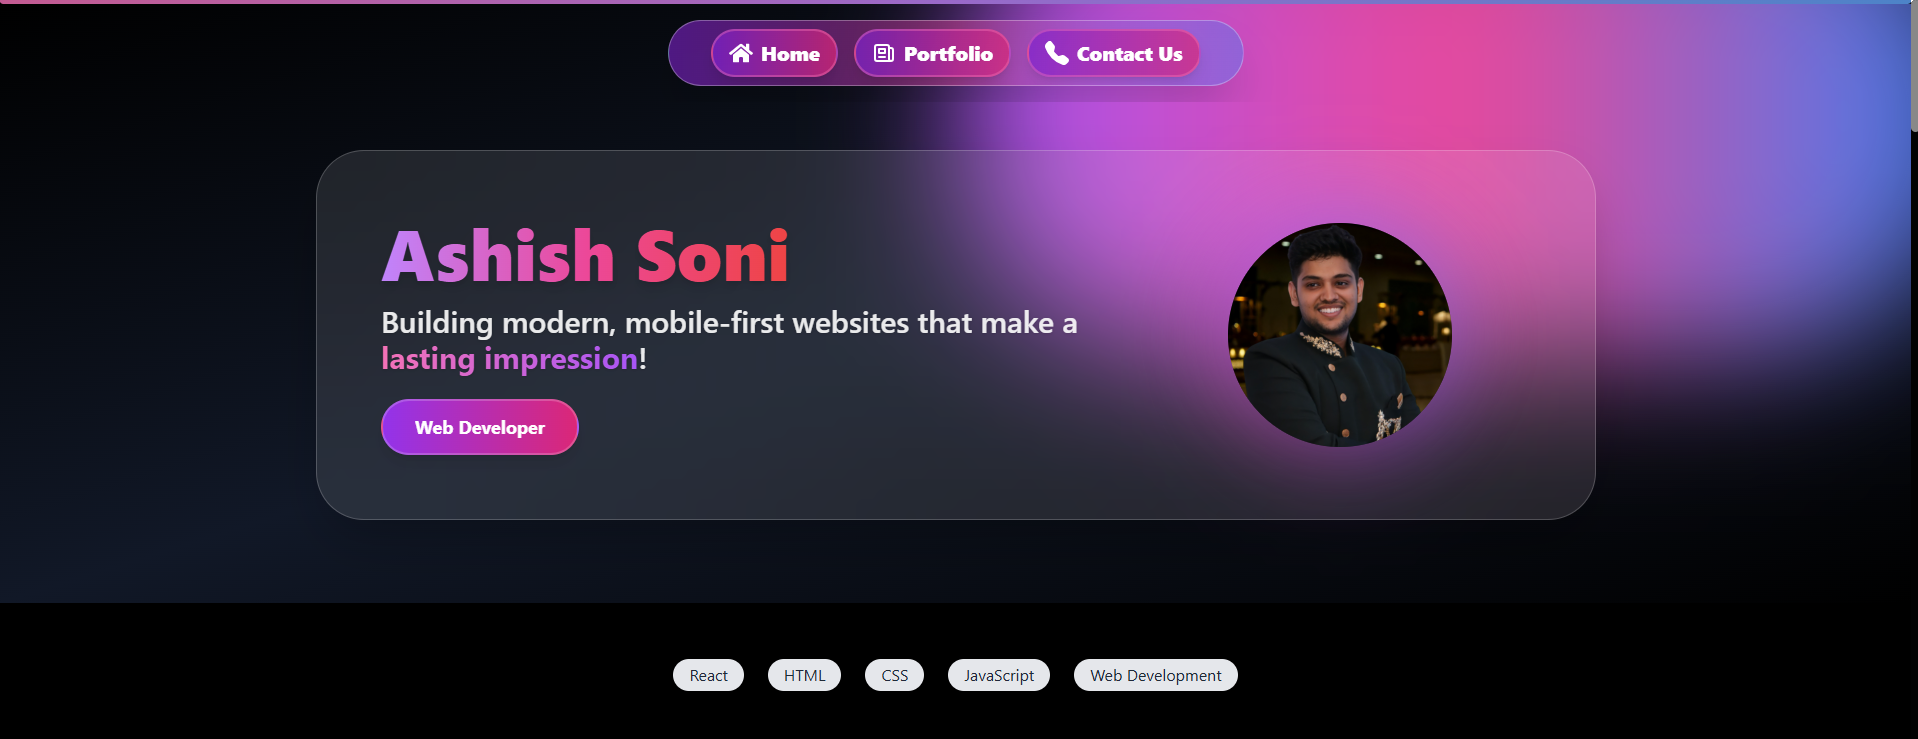 Home
Portfolio
Contact Us
Ashish Soni
Building modern, mobile-first websites that make a
lasting impression!
Web Developer
React
HTML
CSS
JavaScript
Web Development